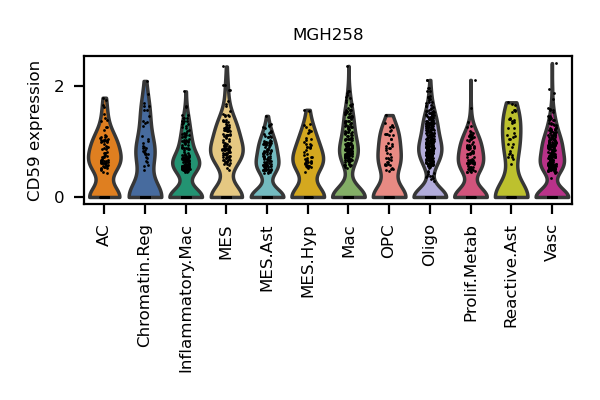 MGH258
CD59 expression
2
0
AC
Chromatin.Reg
Inflammatory.Mac
MES
MES.Ast
MES.Hyp
Mac
OPC
Oligo
Prolif.Metab
Reactive.Ast
Vasc